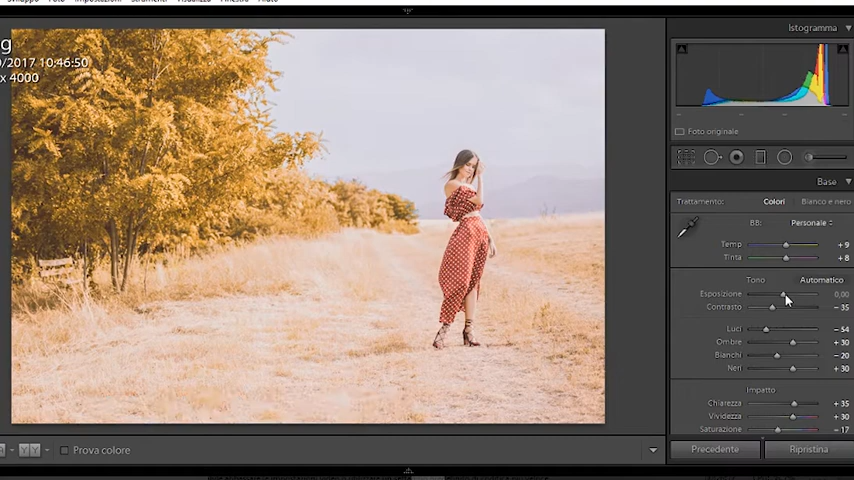 Sviluppo Foto Impostazioni Strumenti Visualizza Finestra Aiuto
g
/2017 10:46:50
x 4000
Istogramma
Foto originale
Base
Trattamento: Colori Bianco e nero
BB: Personale
Temp +9
Tinta +8
Tono Automatico
Esposizione 0,00
Contrasto -35
Luci -54
Ombre +30
Bianchi -20
Neri +30
Impatto
Chiarezza +35
Vividezza +30
Saturazione -17
Prova colore
Precedente Ripristina